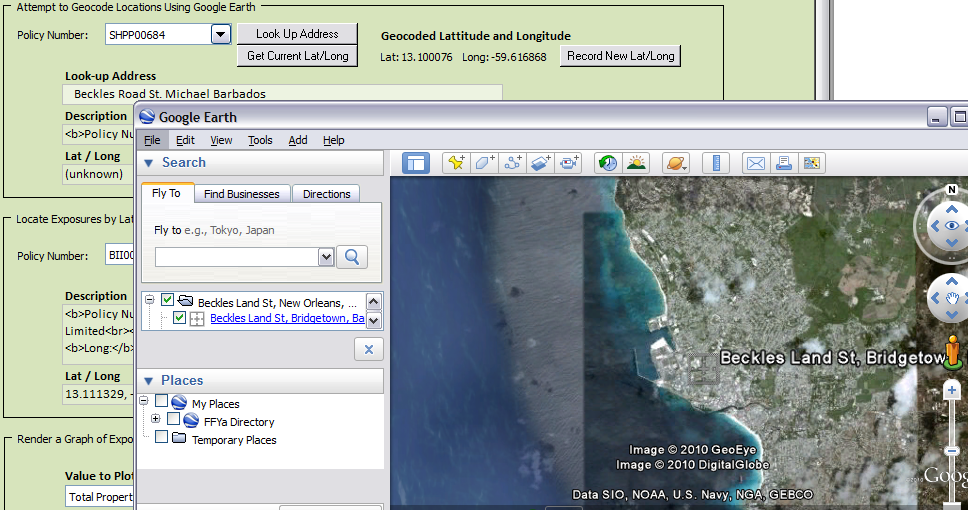 Attempt to Geocode Locations Using Google Earth
Policy Number: SHPP00684 Look Up Address
Get Current Lat/Long
Geocoded Lattitude and Longitude
Lat: 13.100076 Long: -59.616868 Record New Lat/Long
Look-up Address
Beckles Road St. Michael Barbados
Description
<b>Policy Nu
Lat / Long
(unknown)
Locate Exposures by Lat
Policy Number: BII00
Description
<b>Policy Nu
Limited<br><
<b>Long:</b>
Lat / Long
13.111329, -
Render a Graph of Expo
Value to Plot
Total Property
Google Earth
File Edit View Tools Add Help
Search
Fly To Find Businesses Directions
Fly to e.g., Tokyo, Japan
Beckles Land St, New Orleans, ...
Beckles Land St, Bridgetown, Ba
Places
My Places
FFYa Directory
Temporary Places
N
Beckles Land St, Bridgetow
Image © 2010 GeoEye
Image © 2010 DigitalGlobe
Data SIO, NOAA, U.S. Navy, NGA, GEBCO
©2010 Goog